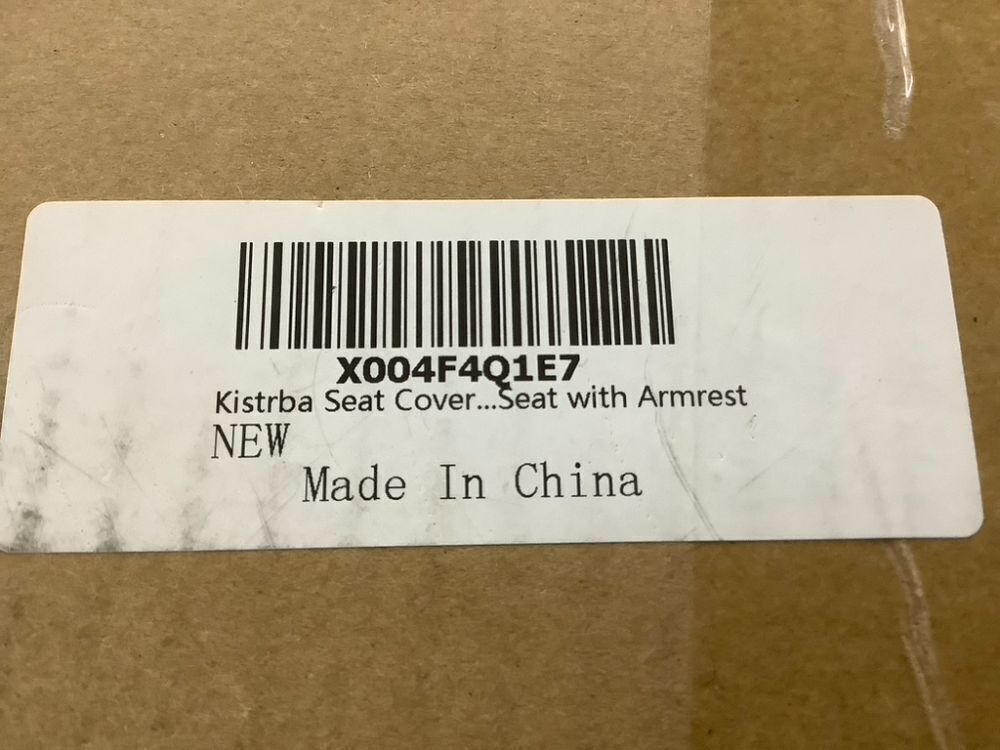 X004F4Q1E7
Kistrba Seat Cover...Seat with Armrest
NEW
Made In China